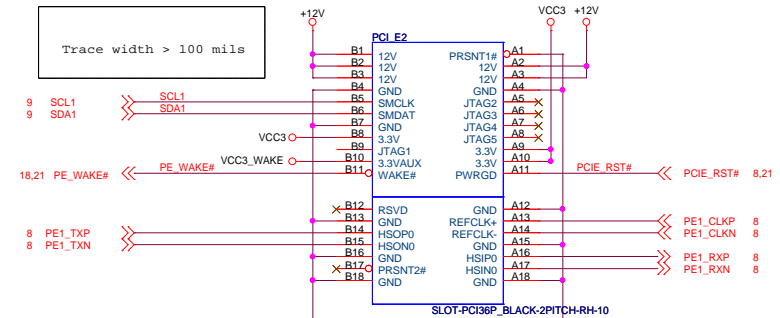 +12V
VCC3 +12V
Trace width > 100 mils
PCI_E2
B1 12V PRSNT1# A1
B2 12V 12V A2
B3 12V 12V A3
B4 GND GND A4
9 SCL1 SCL1 B5 SMCLK JTAG2 A5
9 SDA1 SDA1 B6 SMDAT JTAG3 A6
B7 GND JTAG4 A7
VCC3 B8 3.3V JTAG5 A8
B9 JTAG1 3.3V A9
VCC3_WAKE B10 3.3VAUX 3.3V A10
18,21 PE_WAKE# PE_WAKE# B11 WAKE# PWRGD A11 PCIE_RST# PCIE_RST# 8,21
B12 RSVD GND A12
B13 GND REFCLK+ A13 PE1_CLKP 8
8 PE1_TXP B14 HSOP0 REFCLK- A14 PE1_CLKN 8
8 PE1_TXN B15 HSON0 GND A15
B16 GND HSIP0 A16 PE1_RXP 8
B17 PRSNT2# HSIN0 A17 PE1_RXN 8
B18 GND GND A18
SLOT-PCI36P_BLACK-2PITCH-RH-10